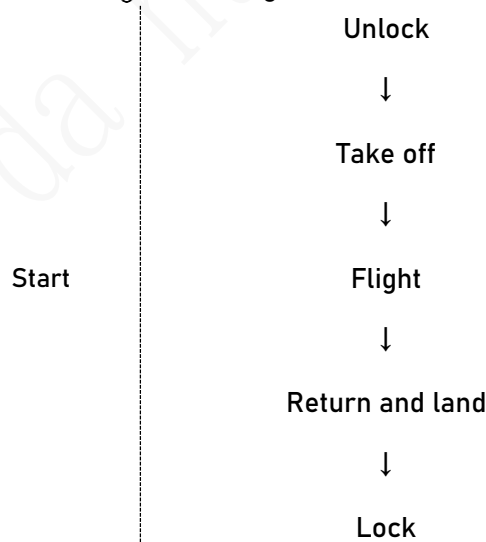 Unlock
↓
Take off
↓
Start
Flight
↓
Return and land
↓
Lock